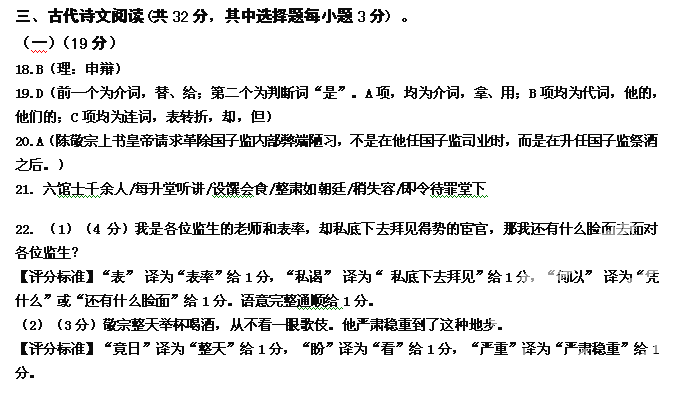 三、古代诗文阅读(共 32 分，其中选择题每小题 3 分) 。
（一）(19 分)
18.B（理：申辩）
19.D（前一个为介词，替、给；第二个为判断词“是”。A 项，均为介词，拿、用；B 项均为代词，他的，
他们的；C 项均为连词，表转折，却，但）
20.A（陈敬宗上书皇帝请求革除国子监内部弊端陋习，不是在他任国子监司业时，而是在升任国子监祭酒
之后。）
21. 六馆士千余人/每升堂听讲/设馔会食/整肃如朝廷/稍失容/即令待罪堂下
22. （1）（4 分）我是各位监生的老师和表率，却私底下去拜见得势的宦官，那我还有什么脸面去面对
各位监生？
【评分标准】“表” 译为“表率”给 1 分，“私谒” 译为“ 私底下去拜见”给 1 分，“何以” 译为“凭
什么”或“还有什么脸面”给 1 分。语意完整通顺给 1 分。
（2）（3 分）敬宗整天举杯喝酒，从不看一眼歌伎。他严肃稳重到了这种地步。
【评分标准】“竟日”译为“整天”给 1 分，“盼”译为“看”给 1 分，“严重”译为“严肃稳重”给 1
分。